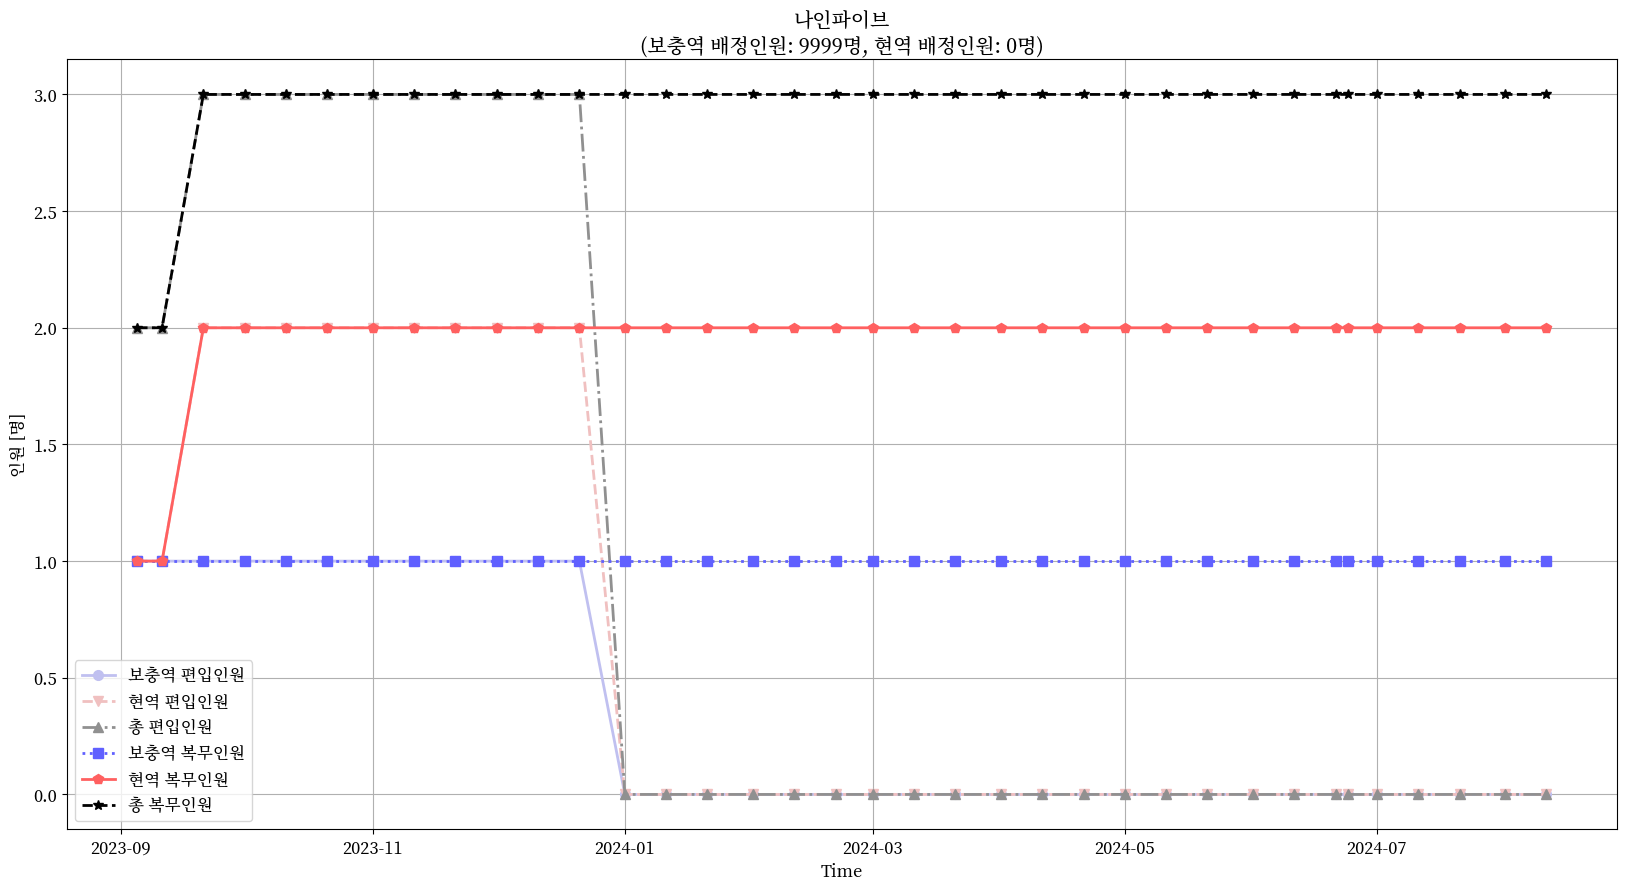 나인파이브
(보충역 배정인원: 9999명, 현역 배정인원: 0명)
인원 [명]
3.0
2.5
2.0
1.5
1.0
0.5
0.0
보충역 편입인원
현역 편입인원
총 편입인원
보충역 복무인원
현역 복무인원
총 복무인원
2023-09
2023-11
2024-01
2024-03
2024-05
2024-07
Time